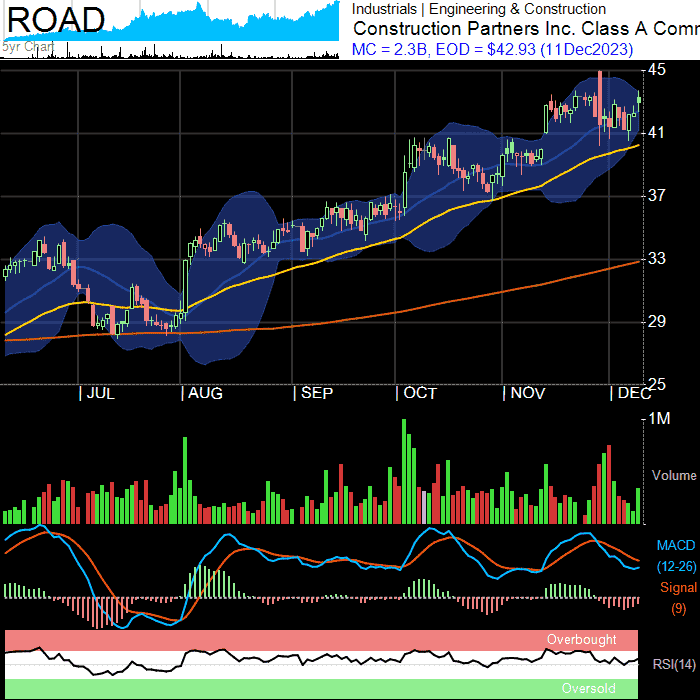 ROAD
5yr Chart
Industrials | Engineering & Construction
Construction Partners Inc. Class A Comm
MC = 2.3B, EOD = $42.93 (11Dec2023)
45
41
37
33
29
25
JUL AUG SEP OCT NOV DEC
1M
Volume
MACD
(12-26)
Signal
(9)
Overbought
RSI(14)
Oversold